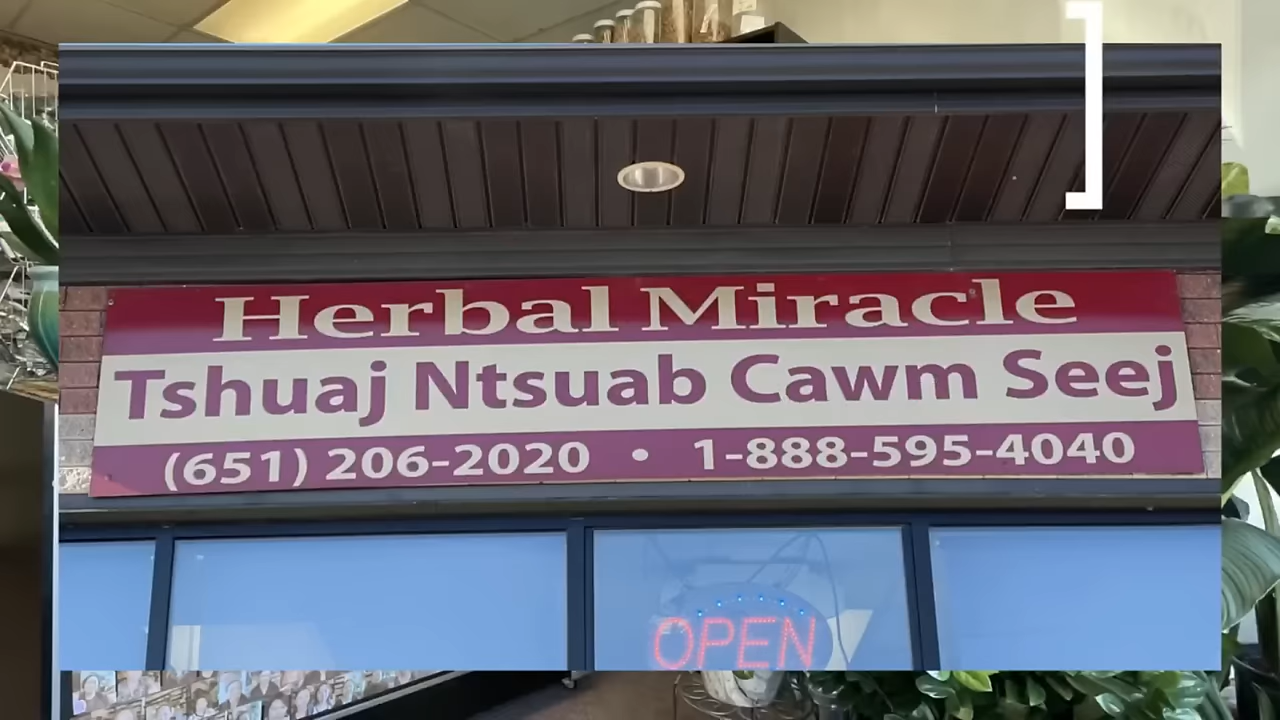 Herbal Miracle
Tshuaj Ntsuab Cawm Seej
(651) 206-2020 • 1-888-595-4040
OPEN